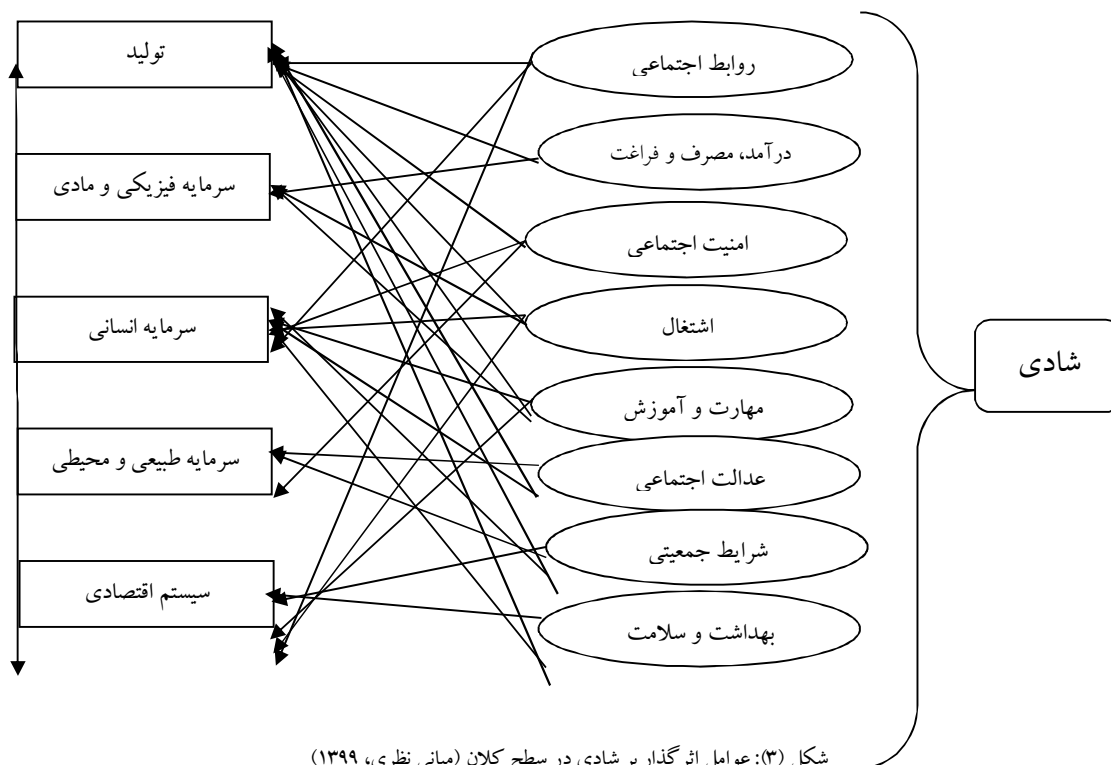 شادی
روابط اجتماعی
درآمد، مصرف و فراغت
امنیت اجتماعی
اشتغال
مهارت و آموزش
عدالت اجتماعی
شرایط جمعیتی
بهداشت و سلامت
تولید
سرمایه فیزیکی و مادی
سرمایه انسانی
سرمایه طبیعی و محیطی
سیستم اقتصادی
شکل (۳): عوامل اثرگذار بر شادی در سطح کلان (مبانی نظری، ۱۳۹۹)